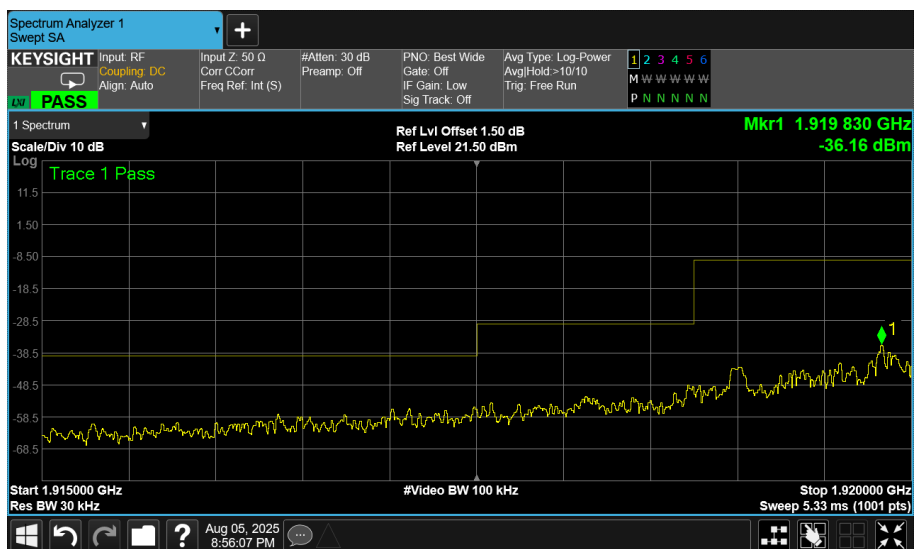 Spectrum Analyzer 1
Swept SA
KEYSIGHT
Input: RF
Coupling: DC
Align: Auto
Input Z: 50 Ω
Corr CCorr
Freq Ref: Int (S)
#Atten: 30 dB
Preamp: Off
PNO: Best Wide
Gate: Off
IF Gain: Low
Sig Track: Off
Avg Type: Log-Power
Avg|Hold:>10/10
Trig: Free Run
1 2 3 4 5 6
M W W W W W
P N N N N N
LXI PASS
1 Spectrum
Scale/Div 10 dB
Ref Lvl Offset 1.50 dB
Ref Level 21.50 dBm
Mkr1 1.919 830 GHz
-36.16 dBm
Log
Trace 1 Pass
11.5
1.50
-8.50
-18.5
-28.5
-38.5
-48.5
-58.5
-68.5
1
Start 1.915000 GHz
Res BW 30 kHz
#Video BW 100 kHz
Stop 1.920000 GHz
Sweep 5.33 ms (1001 pts)
?
Aug 05, 2025
8:56:07 PM